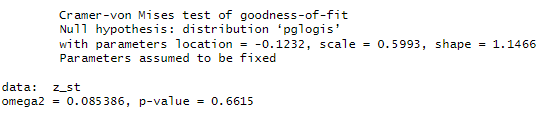 Cramer-von Mises test of goodness-of-fit
Null hypothesis: distribution ‘pglogis’
with parameters location = -0.1232, scale = 0.5993, shape = 1.1466
Parameters assumed to be fixed
data:  z_st
omega2 = 0.085386, p-value = 0.6615